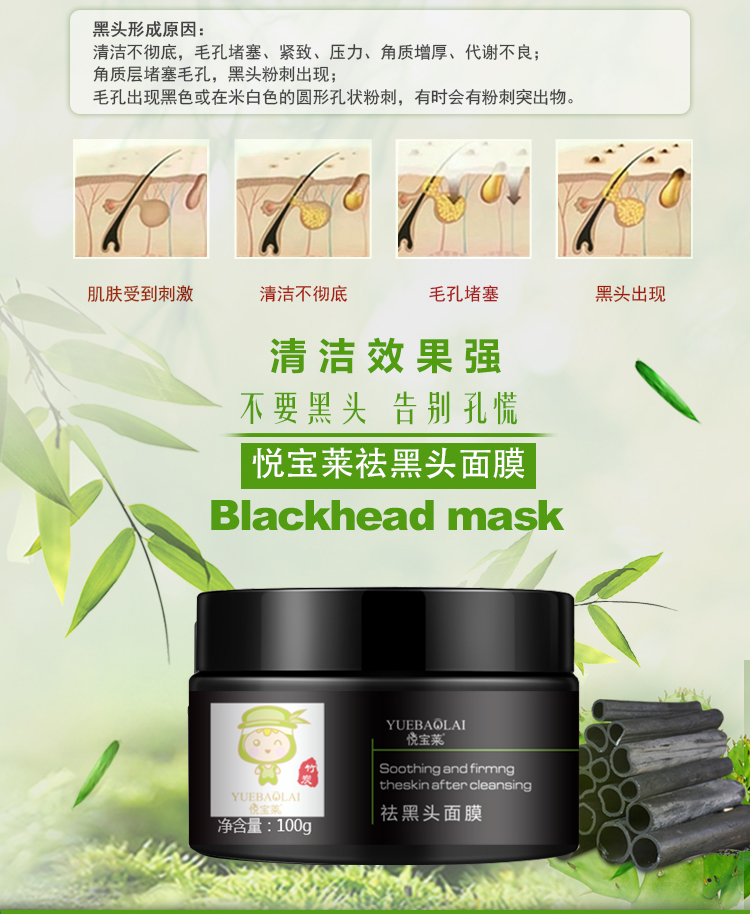 黑头形成原因:
清洁不彻底，毛孔堵塞、紧致、压力、角质增厚、代谢不良；
角质层堵塞毛孔，黑头粉刺出现；
毛孔出现黑色或在米白色的圆形孔状粉刺，有时会有粉刺突出物。
肌肤受到刺激
清洁不彻底
毛孔堵塞
黑头出现
清洁效果强
不要黑头 告别孔慌
悦宝莱祛黑头面膜
Blackhead mask
竹炭
YUEBAOLAI
悦宝莱
净含量：100g
YUEBAOLAI
悦宝莱
Soothing and firmng
theskin after cleansing
祛黑头面膜